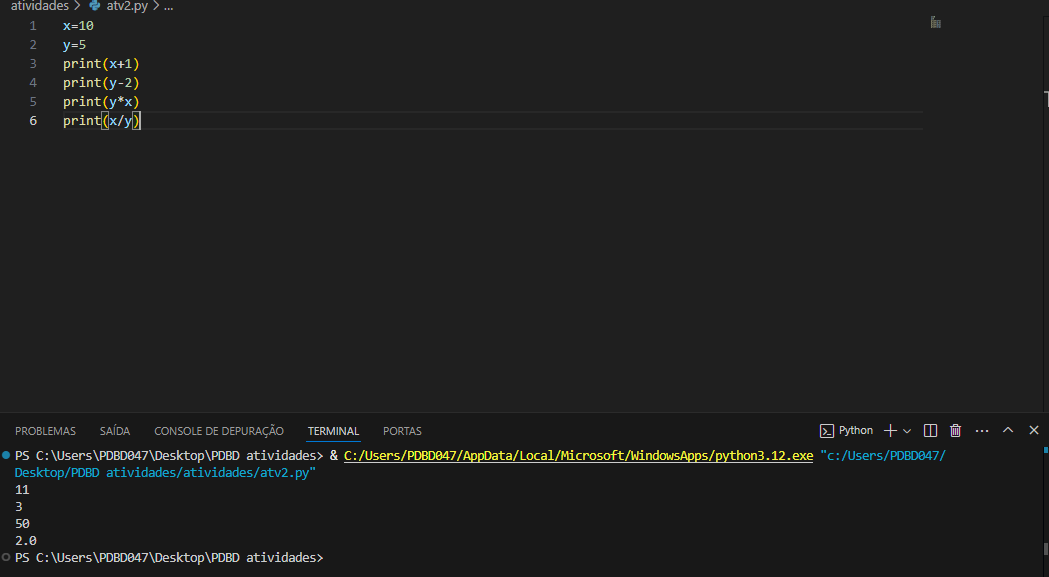 atividades > atv2.py > ...
1 x=10
2 y=5
3 print(x+1)
4 print(y-2)
5 print(y*x)
6 print(x/y)
PROBLEMAS SAÍDA CONSOLE DE DEPURAÇÃO TERMINAL PORTAS Python
PS C:\Users\PDBD047\Desktop\PDBD atividades> & C:/Users/PDBD047/AppData/Local/Microsoft/WindowsApps/python3.12.exe "c:/Users/PDBD047/
Desktop/PDBD atividades/atividades/atv2.py"
11
3
50
2.0
PS C:\Users\PDBD047\Desktop\PDBD atividades>